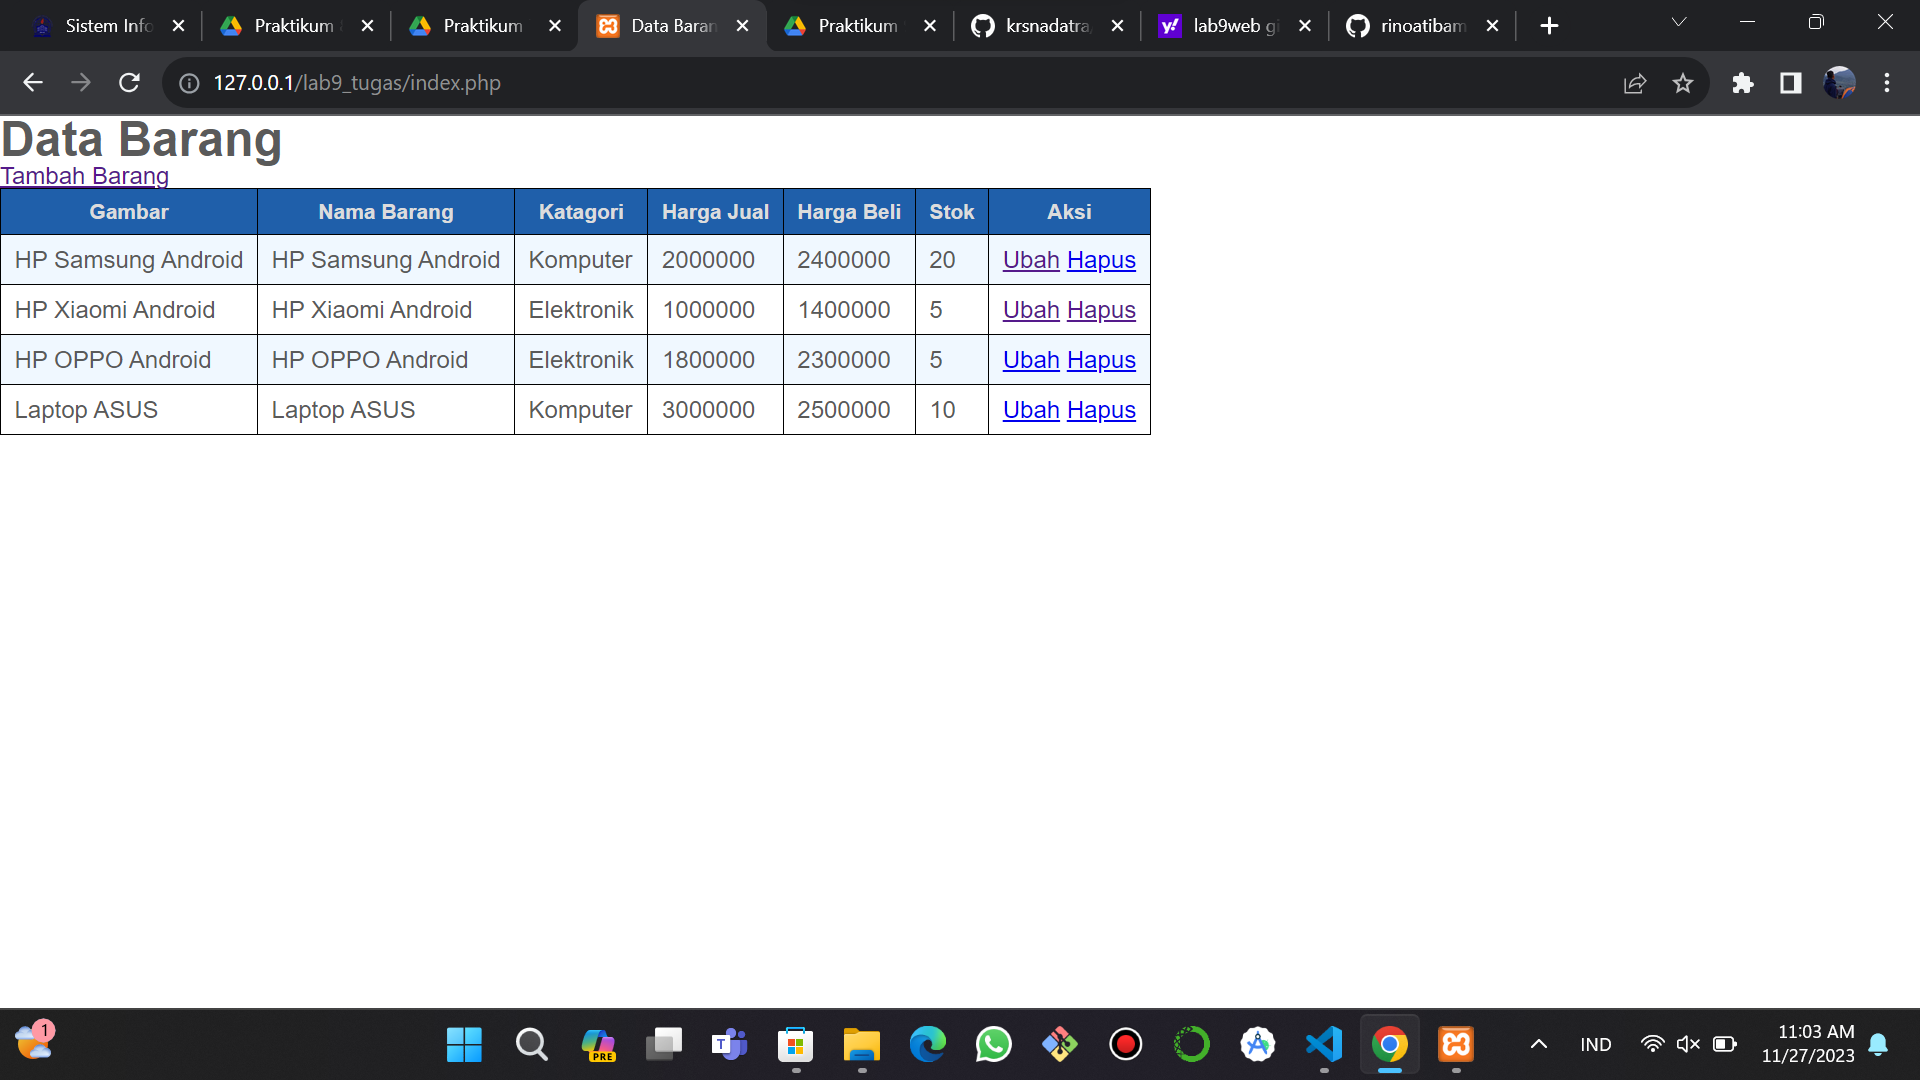 Sistem Info
Praktikum
Praktikum
Data Baran
Praktikum
krsnadatra
lab9web gi
rinoatibam
127.0.0.1/lab9_tugas/index.php
Data Barang
Tambah Barang
Gambar Nama Barang Katagori Harga Jual Harga Beli Stok Aksi
HP Samsung Android HP Samsung Android Komputer 2000000 2400000 20 Ubah Hapus
HP Xiaomi Android HP Xiaomi Android Elektronik 1000000 1400000 5 Ubah Hapus
HP OPPO Android HP OPPO Android Elektronik 1800000 2300000 5 Ubah Hapus
Laptop ASUS Laptop ASUS Komputer 3000000 2500000 10 Ubah Hapus
1
PRE
T
IND
11:03 AM
11/27/2023